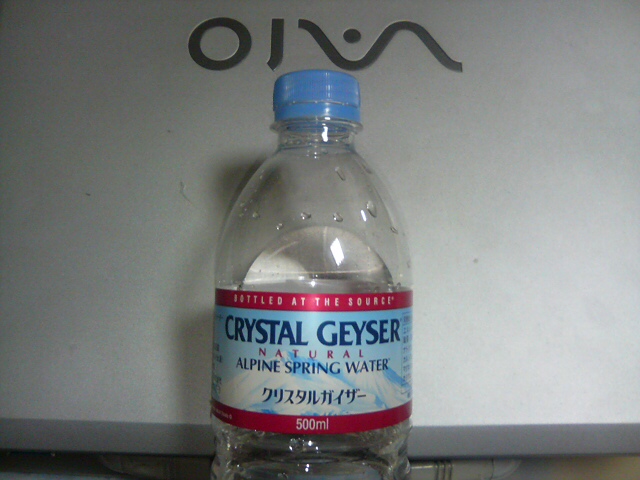 VAIO
BOTTLED AT THE SOURCE
CRYSTAL GEYSER
NATURAL
ALPINE SPRING WATER
クリスタルガイザー
500ml